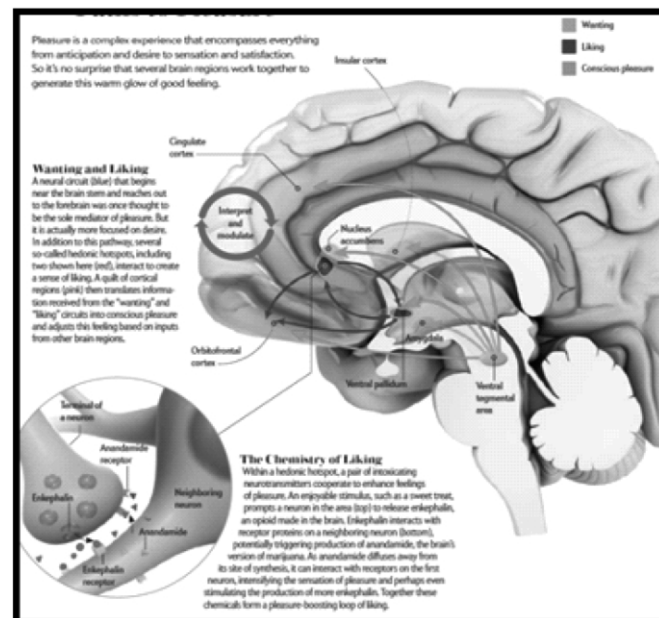 Pleasure is a complex experience that encompasses everything
from anticipation and desire to sensation and satisfaction.
So it's no surprise that several brain regions work together to
generate this warm glow of good feeling.
Wanting
Liking
Conscious pleasure
Insular cortex
Cingulate
cortex
Wanting and Liking
A neural circuit (blue) that begins
near the brain stem and reaches out
to the forebrain was once thought to
be the sole mediator of pleasure. But
it is actually more focused on desire.
In addition to this pathway, several
so-called hedonic hotspots, including
two shown here (red), interact to create
a sense of liking. A quilt of cortical
regions (pink) then translates informa-
tion received from the "wanting" and
"liking" circuits into conscious pleasure
and adjusts this feeling based on inputs
from other brain regions.
Interpret
and
modulate
Nucleus
accumbens
Orbitofrontal
cortex
Amygdala
Ventral pallidum
Ventral
tegmental
area
Terminal of
a neuron
Anandamide
receptor
Enkephalin
Neighboring
neuron
Anandamide
Enkephalin
receptor
The Chemistry of Liking
Within a hedonic hotspot, a pair of intoxicating
neurotransmitters cooperate to enhance feelings
of pleasure. An enjoyable stimulus, such as a sweet treat,
prompts a neuron in the area (top) to release enkephalin,
an opioid made in the brain. Enkephalin interacts with
receptor proteins on a neighboring neuron (bottom),
potentially triggering production of anandamide, the brain's
version of marijuana. As anandamide diffuses away from
its site of synthesis, it can interact with receptors on the first
neuron, intensifying the sensation of pleasure and perhaps even
stimulating the production of more enkephalin. Together these
chemicals form a pleasure-boosting loop of liking.